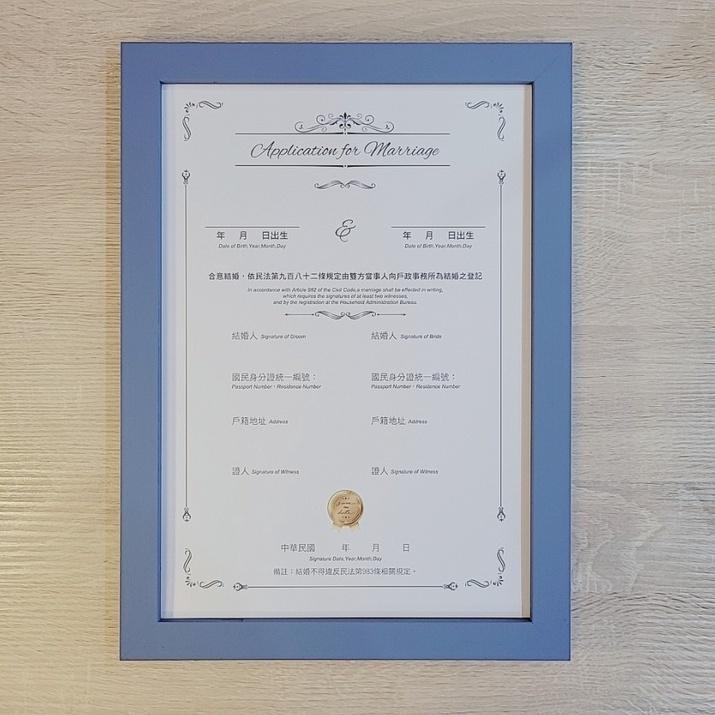 Application for Marriage
年 月 日出生 & 年 月 日出生
Date of Birth,Year,Month,Day Date of Birth,Year,Month,Day
合意結婚，依民法第九百八十二條規定由雙方當事人向戶政事務所為結婚之登記
In accordance with Article 982 of the Civil Code,a marriage shall be effected in writing,
which requires the signatures of at least two witnesses,
and by the registration at the Household Administration Bureau.
結婚人 Signature of Groom 結婚人 Signature of Bride
國民身分證統一編號： 國民身分證統一編號：
Passport Number、Residence Number Passport Number、Residence Number
戶籍地址 Address 戶籍地址 Address
證人 Signature of Witness 證人 Signature of Witness
中華民國 年 月 日
Signature Date,Year,Month,Day
備註：結婚不得違反民法第983條相關規定。